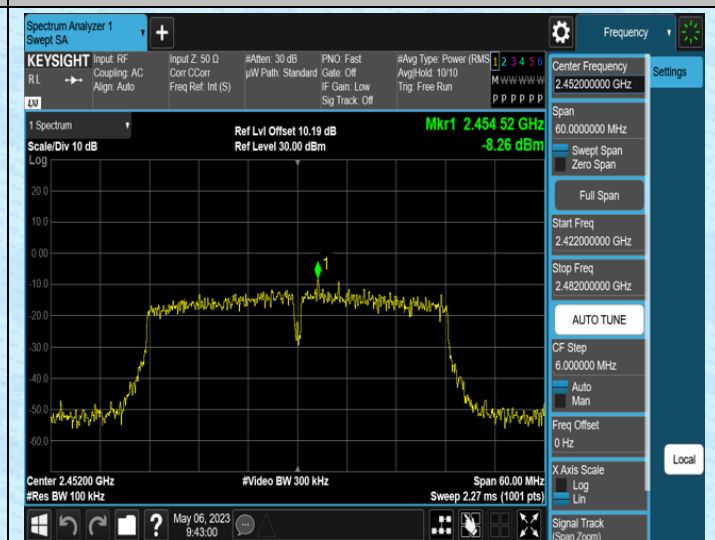 Spectrum Analyzer 1
Swept SA
Frequency
KEYSIGHT
RL
LXI
Input: RF
Coupling: AC
Align: Auto
Input Z: 50 Ω
Corr CCorr
Freq Ref: Int (S)
#Atten: 30 dB
µW Path: Standard
PNO: Fast
Gate: Off
IF Gain: Low
Sig Track: Off
#Avg Type: Power (RMS
Avg|Hold: 10/10
Trig: Free Run
1 2 3 4 5 6
M W W W W W
P P P P P P
1 Spectrum
Scale/Div 10 dB
Log
Ref Lvl Offset 10.19 dB
Ref Level 30.00 dBm
Mkr1 2.454 52 GHz
-8.26 dBm
20.0
10.0
0.00
1
-10.0
-20.0
-30.0
-40.0
-50.0
-60.0
Center 2.45200 GHz
#Video BW 300 kHz
Span 60.00 MHz
#Res BW 100 kHz
Sweep 2.27 ms (1001 pts)
?
May 06, 2023
9:43:00
Center Frequency
2.452000000 GHz
Settings
Span
60.0000000 MHz
Swept Span
Zero Span
Full Span
Start Freq
2.422000000 GHz
Stop Freq
2.482000000 GHz
AUTO TUNE
CF Step
6.000000 MHz
Auto
Man
Freq Offset
0 Hz
X Axis Scale
Log
Lin
Local
Signal Track
(Span Zoom)